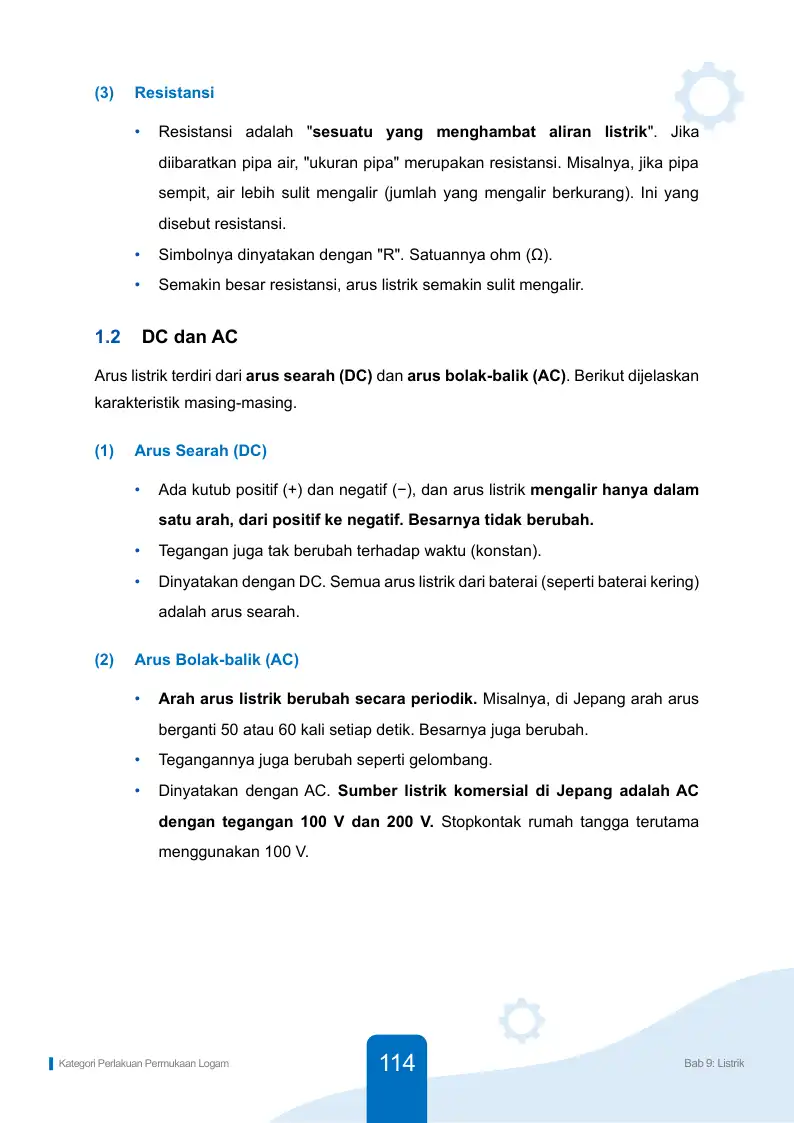 (3) Resistansi
• Resistansi adalah "sesuatu yang menghambat aliran listrik". Jika
diibaratkan pipa air, "ukuran pipa" merupakan resistansi. Misalnya, jika pipa
sempit, air lebih sulit mengalir (jumlah yang mengalir berkurang). Ini yang
disebut resistansi.
• Simbolnya dinyatakan dengan "R". Satuannya ohm (Ω).
• Semakin besar resistansi, arus listrik semakin sulit mengalir.
1.2 DC dan AC
Arus listrik terdiri dari arus searah (DC) dan arus bolak-balik (AC). Berikut dijelaskan
karakteristik masing-masing.
(1) Arus Searah (DC)
• Ada kutub positif (+) dan negatif (−), dan arus listrik mengalir hanya dalam
satu arah, dari positif ke negatif. Besarnya tidak berubah.
• Tegangan juga tak berubah terhadap waktu (konstan).
• Dinyatakan dengan DC. Semua arus listrik dari baterai (seperti baterai kering)
adalah arus searah.
(2) Arus Bolak-balik (AC)
• Arah arus listrik berubah secara periodik. Misalnya, di Jepang arah arus
berganti 50 atau 60 kali setiap detik. Besarnya juga berubah.
• Tegangannya juga berubah seperti gelombang.
• Dinyatakan dengan AC. Sumber listrik komersial di Jepang adalah AC
dengan tegangan 100 V dan 200 V. Stopkontak rumah tangga terutama
menggunakan 100 V.
Kategori Perlakuan Permukaan Logam
114
Bab 9: Listrik